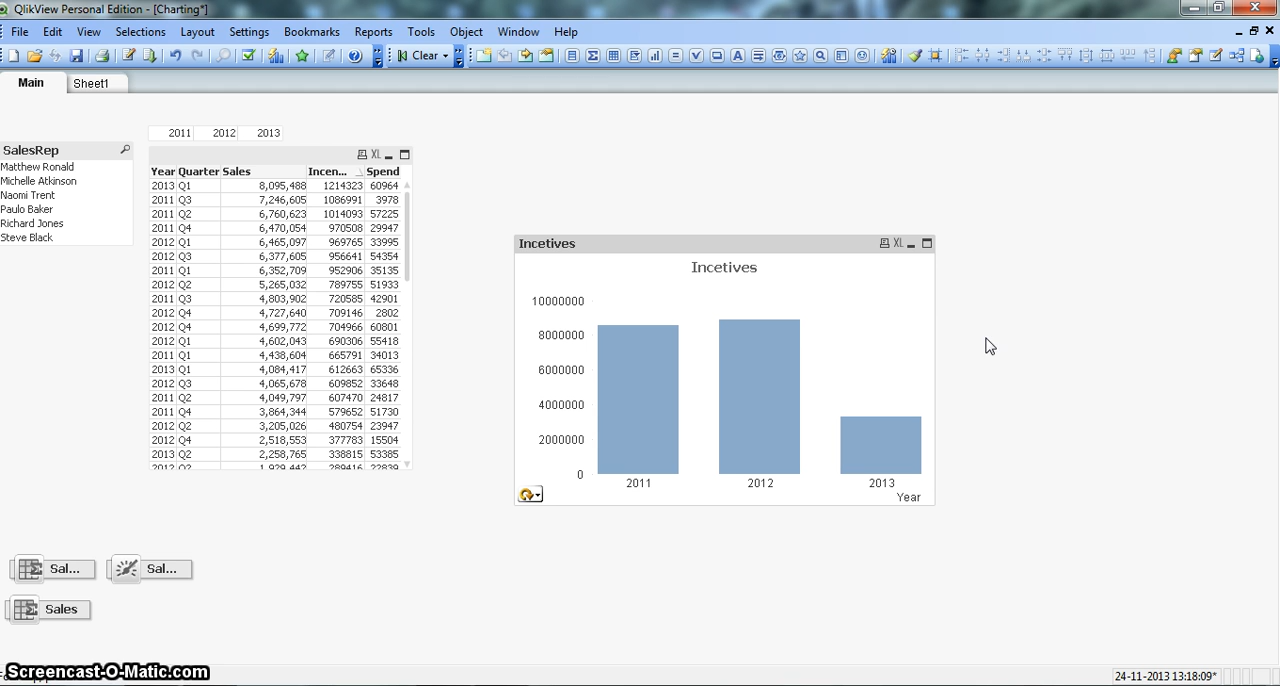 QlikView Personal Edition - [Charting*]
File Edit View Selections Layout Settings Bookmarks Reports Tools Object Window Help
Clear
Main Sheet1
2011 2012 2013
SalesRep
Matthew Ronald
Michelle Atkinson
Naomi Trent
Paulo Baker
Richard Jones
Steve Black
XL
Year Quarter Sales Incen... Spend
2013 Q1 8,095,488 1214323 60964
2011 Q3 7,246,605 1086991 3978
2011 Q2 6,760,623 1014093 57225
2011 Q4 6,470,054 970508 29947
2012 Q1 6,465,097 969765 33995
2012 Q3 6,377,605 956641 54354
2011 Q1 6,352,709 952906 35135
2012 Q2 5,265,032 789755 51933
2011 Q3 4,803,902 720585 42901
2012 Q4 4,727,640 709146 2802
2012 Q4 4,699,772 704966 60801
2012 Q1 4,602,043 690306 55418
2011 Q1 4,438,604 665791 34013
2013 Q1 4,084,417 612663 65336
2012 Q3 4,065,678 609852 33648
2011 Q2 4,049,797 607470 24817
2011 Q4 3,864,344 579652 51730
2012 Q2 3,205,026 480754 23947
2012 Q4 2,518,553 377783 15504
2013 Q2 2,258,765 338815 53385
2012 Q2 1,929,442 289416 22839
Incetives XL
Incetives
10000000
8000000
6000000
4000000
2000000
0
2011 2012 2013
Year
Sal... Sal...
Sales
Screencast-O-Matic.com
24-11-2013 13:18:09*